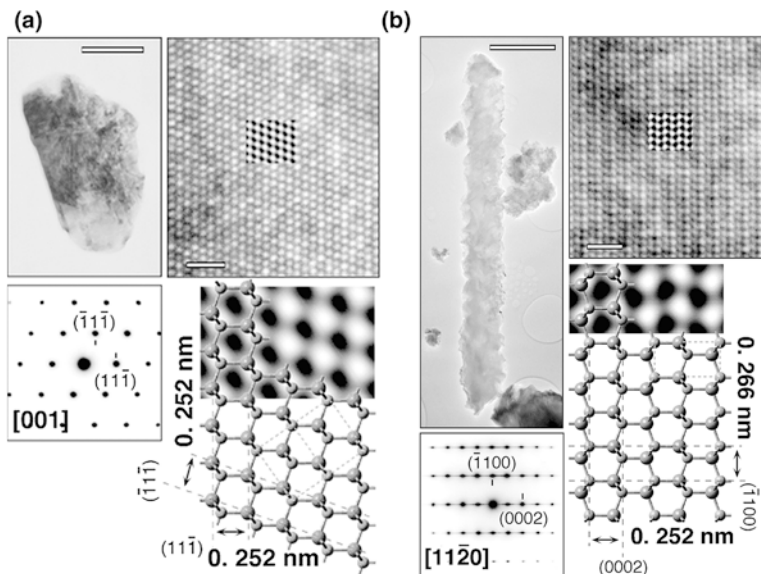 (a)
(1̄11̄)
(111̄)
[001]
0. 252 nm
(1̄11̄)
(111̄)
0. 252 nm
(b)
(1̄100)
(0002)
[112̄0]
0. 266 nm
(1̄100)
0. 252 nm
(0002)